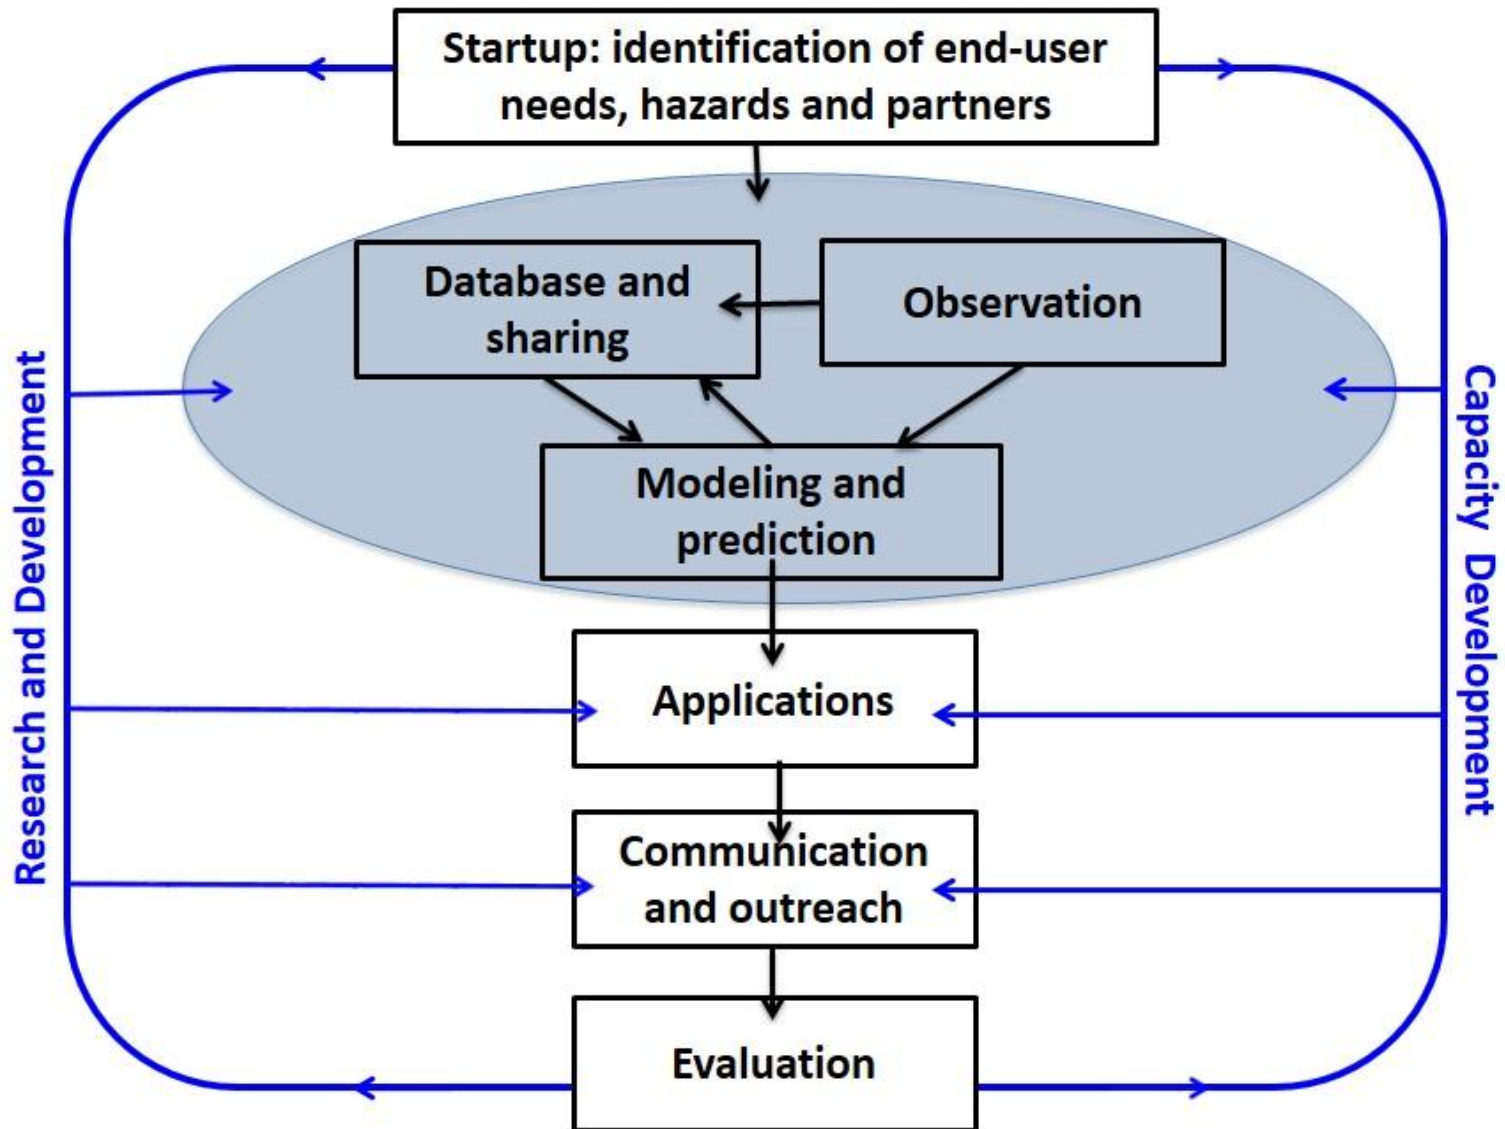 Startup: identification of end-user
needs, hazards and partners
Database and
sharing
Observation
Modeling and
prediction
Applications
Communication
and outreach
Evaluation
Research and Development
Capacity Development